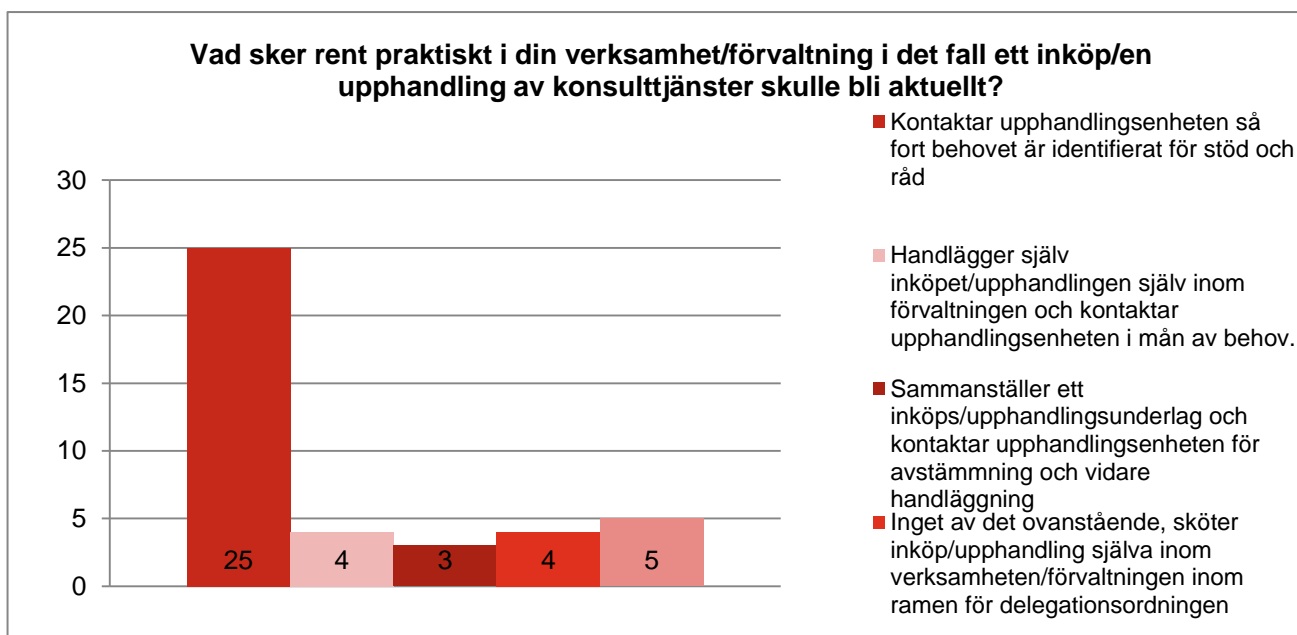 Vad sker rent praktiskt i din verksamhet/förvaltning i det fall ett inköp/en
upphandling av konsulttjänster skulle bli aktuellt?
30
25
20
15
10
5
0
25
4
3
4
5
Kontaktar upphandlingsenheten så
fort behovet är identifierat för stöd och
råd
Handlägger själv
inköpet/upphandlingen själv inom
förvaltningen och kontaktar
upphandlingsenheten i mån av behov.
Sammanställer ett
inköps/upphandlingsunderlag och
kontaktar upphandlingsenheten för
avstämmning och vidare
handläggning
Inget av det ovanstående, sköter
inköp/upphandling själva inom
verksamheten/förvaltningen inom
ramen för delegationsordningen